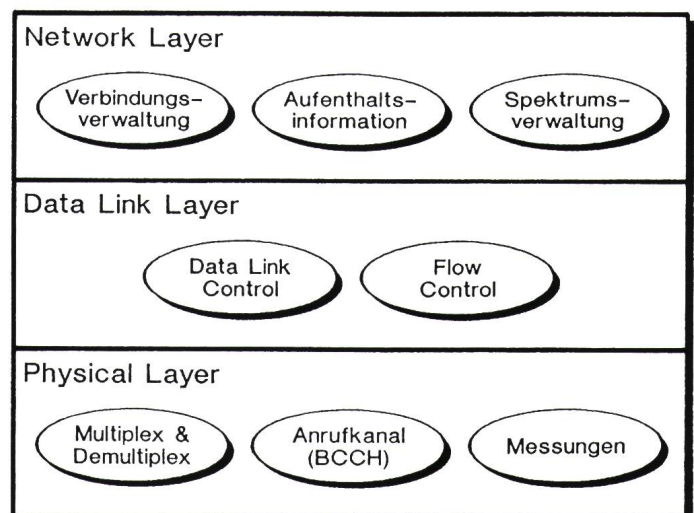 Network Layer
Verbindungs-
verwaltung
Aufenthalts-
information
Spektrums-
verwaltung
Data Link Layer
Data Link
Control
Flow
Control
Physical Layer
Multiplex &
Demultiplex
Anrufkanal
(BCCH)
Messungen